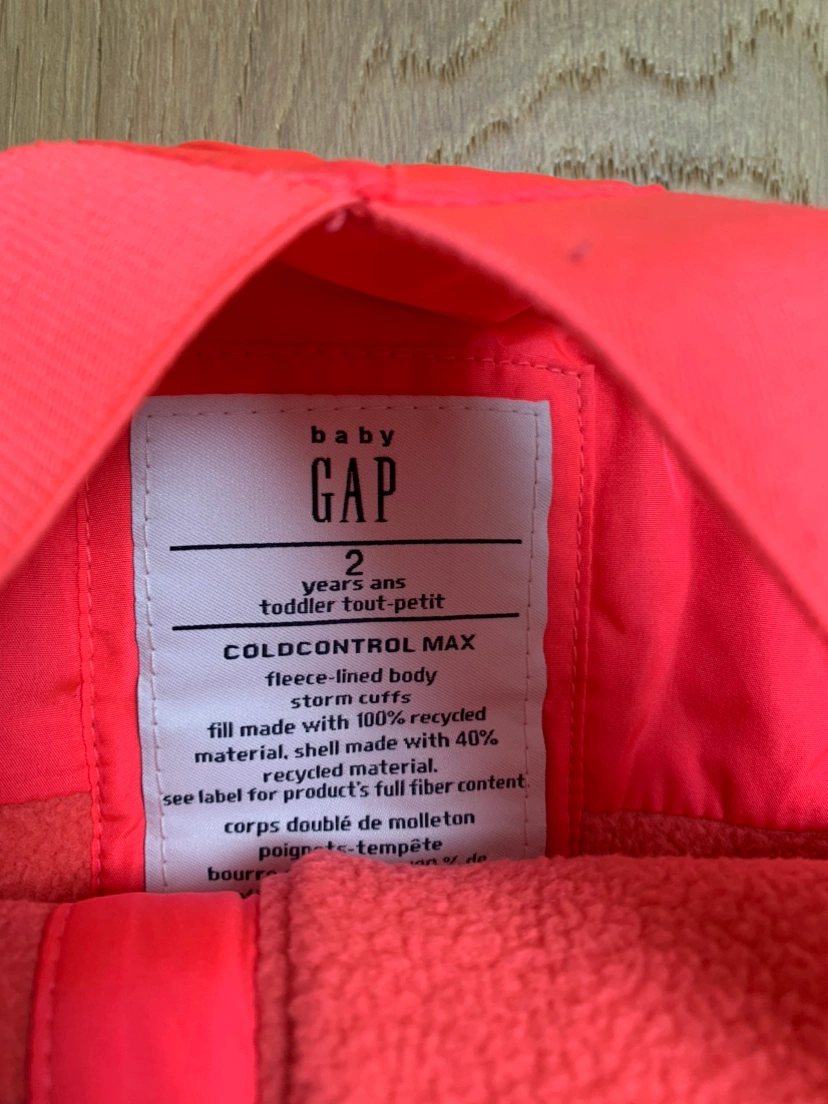 baby
GAP
2
years ans
toddler tout-petit
COLDCONTROL MAX
fleece-lined body
storm cuffs
fill made with 100% recycled
material, shell made with 40%
recycled material.
see label for product's full fiber content.
corps doublé de molleton
-tempête
% de